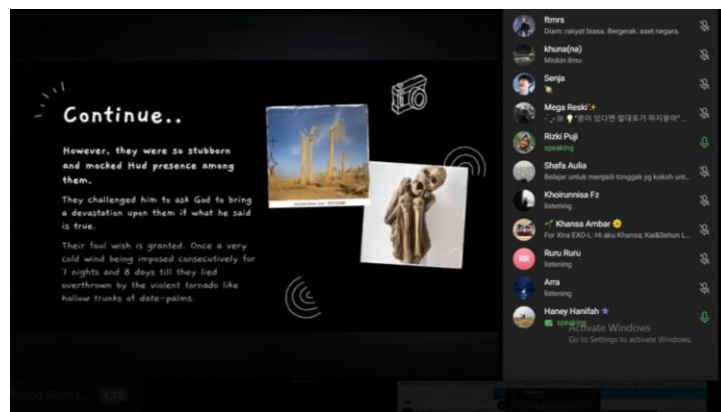 Continue..
However, they were so stubborn
and mocked Hud presence among
them.
They challenged him to ask God to bring
a devastation upon them if what he said
is true.
Their foul wish is granted. Once a very
cold wind being imposed consecutively for
7 nights and 8 days till they lied
overthrown by the violent tornado like
hollow trunks of date-palms.
ftmrs
Diam: rakyat biasa. Bergerak: aset negara.
khuna(na)
Miskin ilmu
Senja
Mega Reski
Rizki Puji
speaking
Shafa Aulia
Belajar untuk menjadi tonggak yg kokoh unt...
Khoirunnisa Fz
listening
Khansa Ambar
For Xtra EXO-L: Hi aku Khansa; Kai&Sehun L...
RR
Ruru Ruru
listening
Arra
listening
Haney Hanifah
speaking
Activate Windows
Go to Settings to activate Windows.